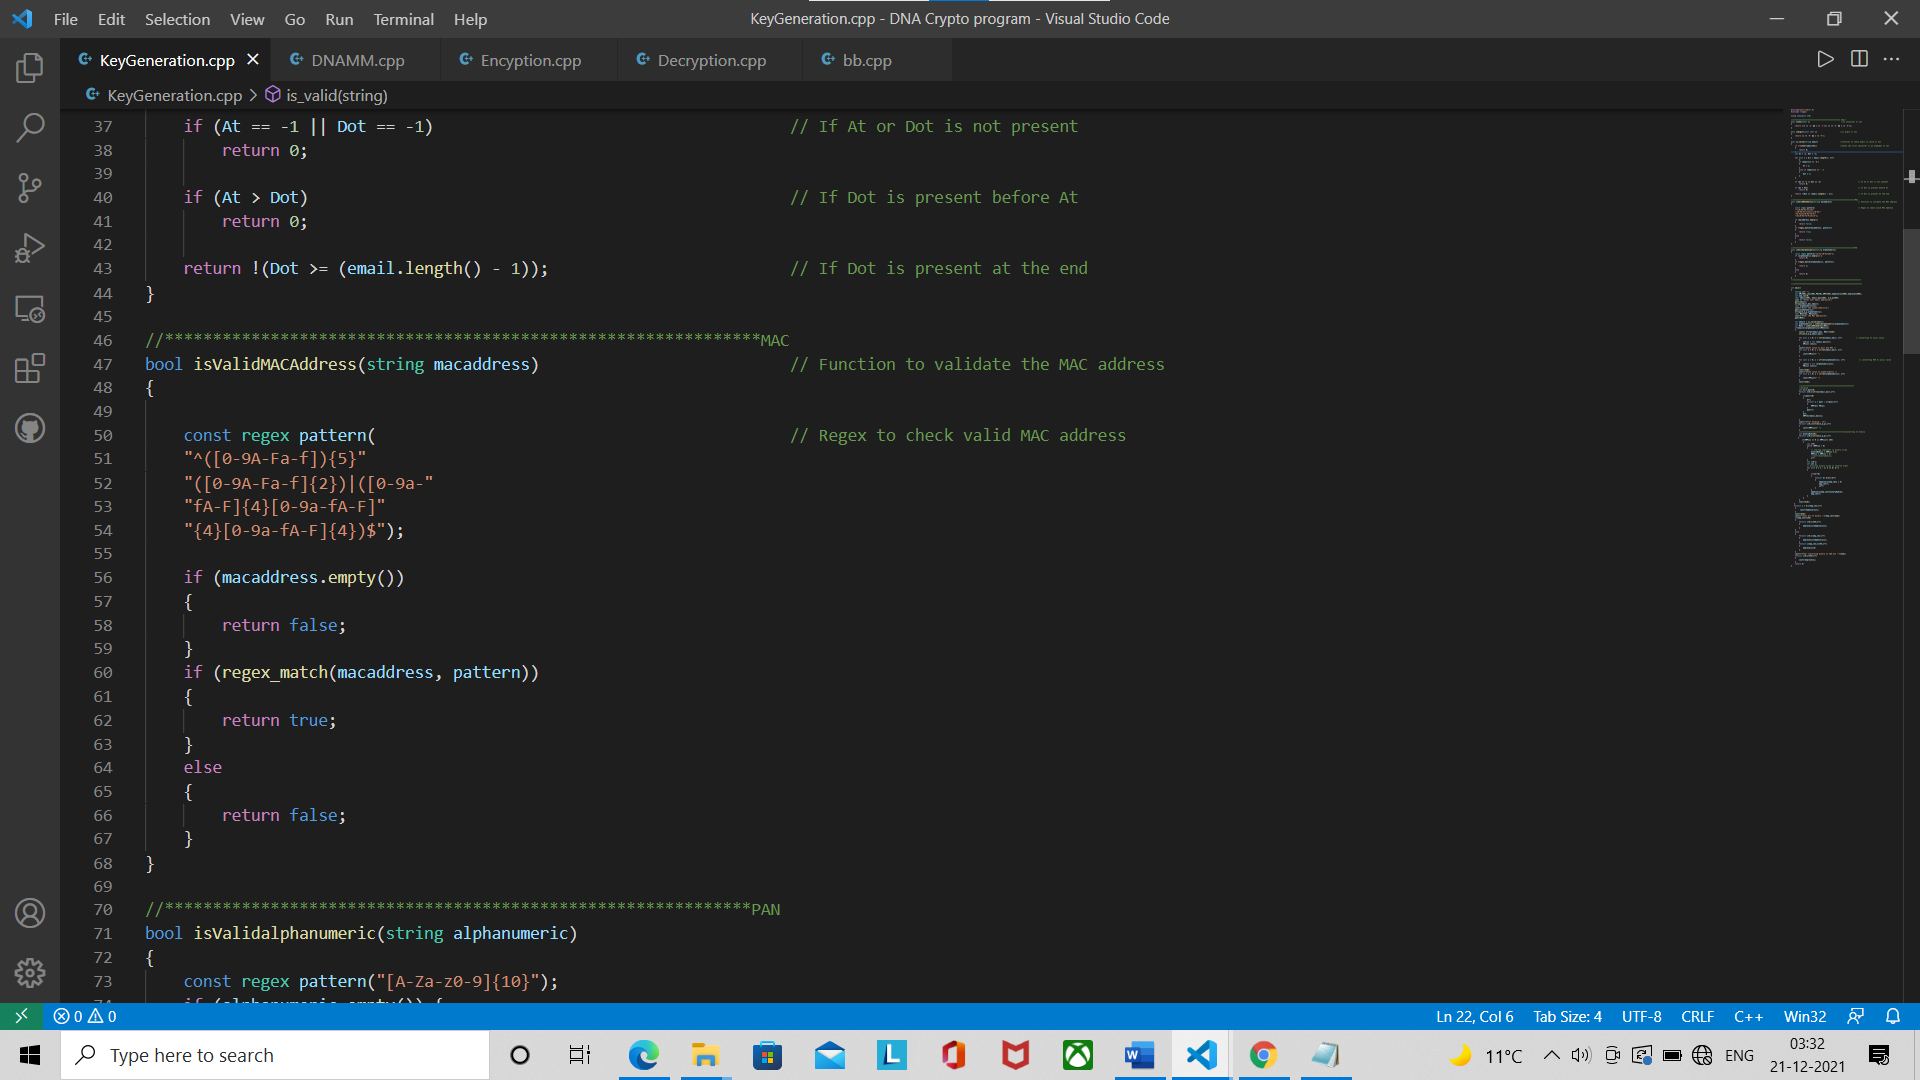 File Edit Selection View Go Run Terminal Help
KeyGeneration.cpp - DNA Crypto program - Visual Studio Code
KeyGeneration.cpp DNAMM.cpp Encyption.cpp Decryption.cpp bb.cpp
KeyGeneration.cpp > is_valid(string)
37 if (At == -1 || Dot == -1) // If At or Dot is not present
38 return 0;
39
40 if (At > Dot) // If Dot is present before At
41 return 0;
42
43 return !(Dot >= (email.length() - 1)); // If Dot is present at the end
44 }
45
46 //**************************************************************MAC
47 bool isValidMACAddress(string macaddress) // Function to validate the MAC address
48 {
49
50 const regex pattern( // Regex to check valid MAC address
51 "^([0-9A-Fa-f]){5}"
52 "([0-9A-Fa-f]{2})|([0-9a-"
53 "fA-F]{4}[0-9a-fA-F]"
54 "{4}[0-9a-fA-F]{4})$");
55
56 if (macaddress.empty())
57 {
58 return false;
59 }
60 if (regex_match(macaddress, pattern))
61 {
62 return true;
63 }
64 else
65 {
66 return false;
67 }
68 }
69
70 //*************************************************************PAN
71 bool isValidalphanumeric(string alphanumeric)
72 {
73 const regex pattern("[A-Za-z0-9]{10}");
74 if (alphanumeric.empty()) {
0 0 Ln 22, Col 6 Tab Size: 4 UTF-8 CRLF C++ Win32
Type here to search 11°C ENG 03:32
21-12-2021